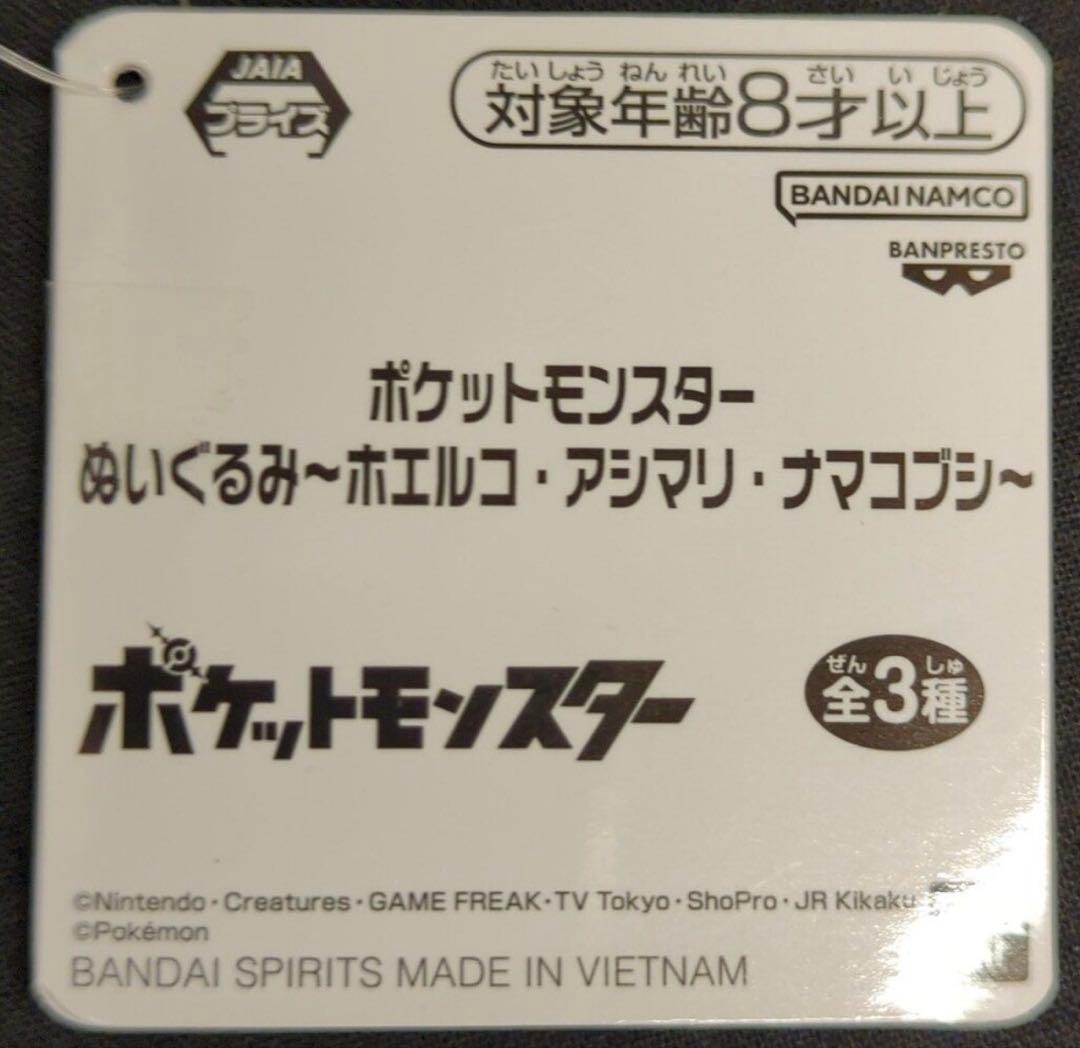 JAIA
プライズ
たいしょうねんれい さいいじょう
対象年齢8才以上
BANDAI NAMCO
BANPRESTO
ポケットモンスター
ぬいぐるみ~ホエルコ・アシマリ・ナマコブシ~
ポケットモンスター
ぜん しゅ
全3種
©Nintendo・Creatures・GAME FREAK・TV Tokyo・ShoPro・JR Kikaku
©Pokémon
BANDAI SPIRITS MADE IN VIETNAM